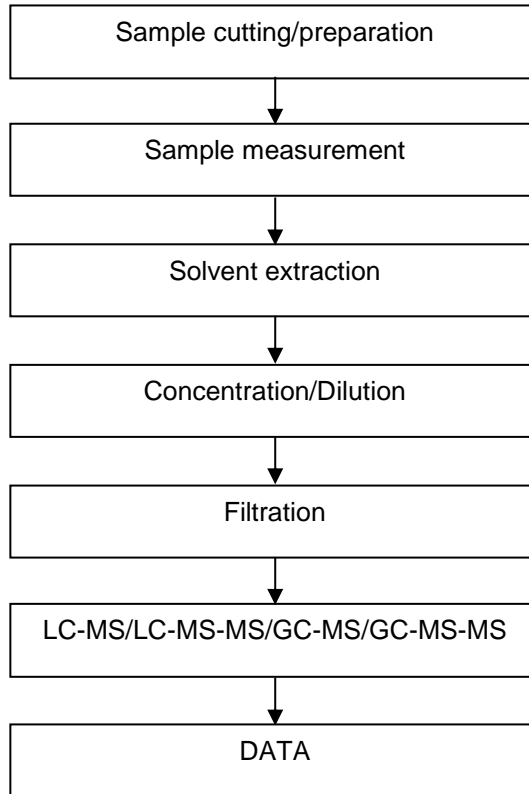 Sample cutting/preparation
Sample measurement
Solvent extraction
Concentration/Dilution
Filtration
LC-MS/LC-MS-MS/GC-MS/GC-MS-MS
DATA